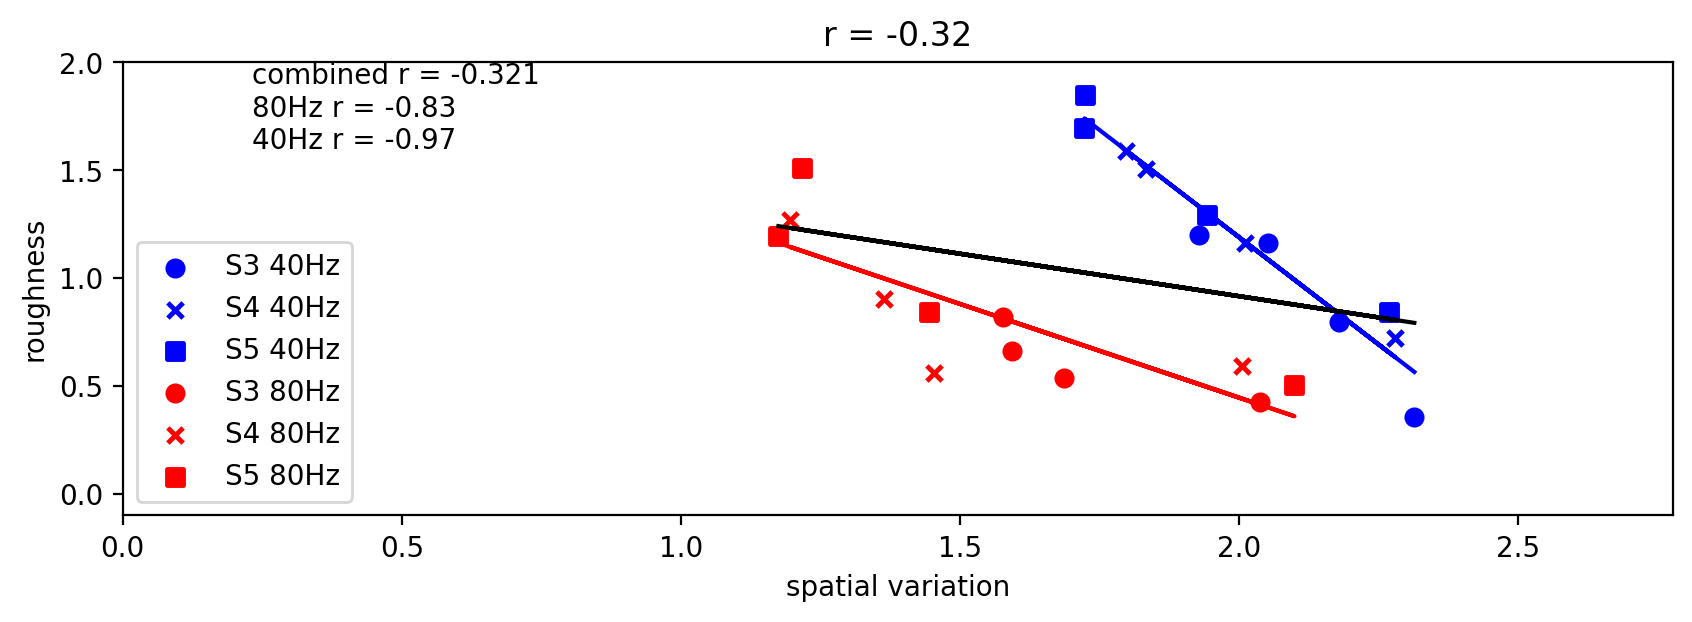 r = -0.32
combined r = -0.321
80Hz r = -0.83
40Hz r = -0.97
2.0
1.5
1.0
0.5
0.0
roughness
S3 40Hz
S4 40Hz
S5 40Hz
S3 80Hz
S4 80Hz
S5 80Hz
0.0 0.5 1.0 1.5 2.0 2.5
spatial variation